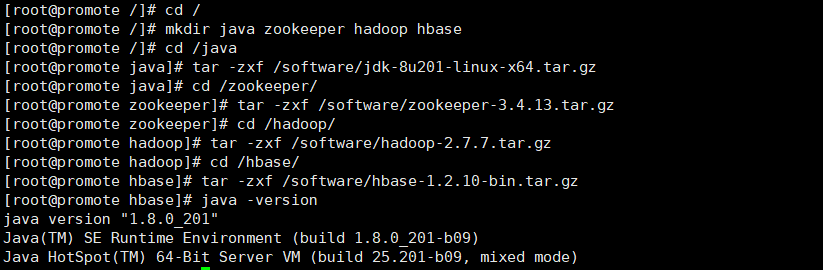 [root@promote /]# cd /
[root@promote /]# mkdir java zookeeper hadoop hbase
[root@promote /]# cd /java
[root@promote java]# tar -zxf /software/jdk-8u201-linux-x64.tar.gz
[root@promote java]# cd /zookeeper/
[root@promote zookeeper]# tar -zxf /software/zookeeper-3.4.13.tar.gz
[root@promote zookeeper]# cd /hadoop/
[root@promote hadoop]# tar -zxf /software/hadoop-2.7.7.tar.gz
[root@promote hadoop]# cd /hbase/
[root@promote hbase]# tar -zxf /software/hbase-1.2.10-bin.tar.gz
[root@promote hbase]# java -version
java version "1.8.0_201"
Java(TM) SE Runtime Environment (build 1.8.0_201-b09)
Java HotSpot(TM) 64-Bit Server VM (build 25.201-b09, mixed mode)